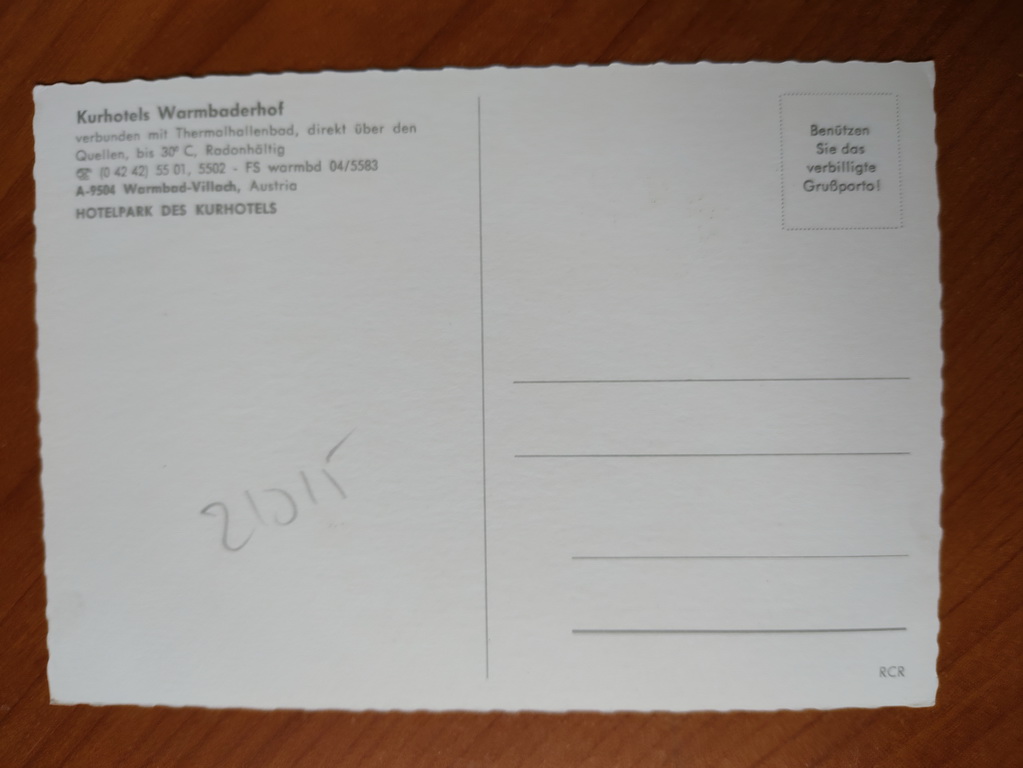 Kurhotels Warmbaderhof
verbunden mit Thermalhallenbad, direkt über den
Quellen, bis 30° C, Radonhältig
☎ (0 42 42) 55 01, 5502 - FS warmbd 04/5583
A-9504 Warmbad-Villach, Austria
HOTELPARK DES KURHOTELS
Benützen
Sie das
verbilligte
Grußporto!
RCR